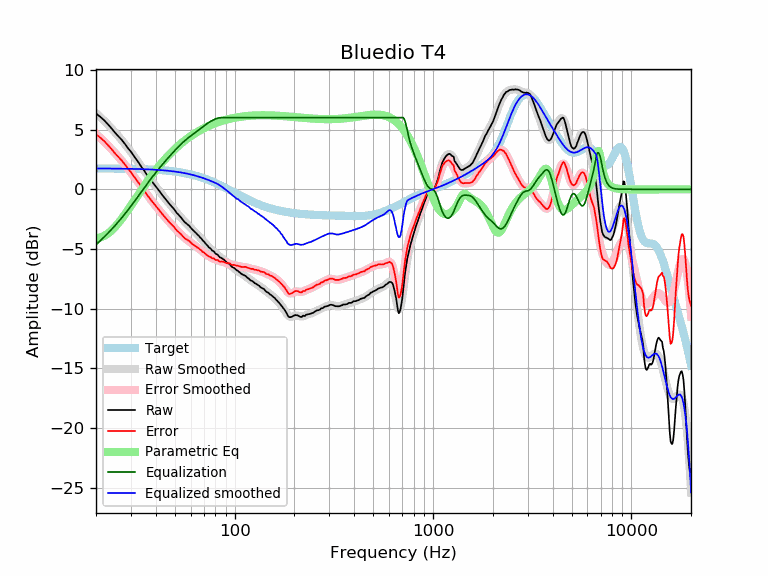 Bluedio T4
10
5
0
−5
−10
−15
−20
−25
Amplitude (dBr)
Target
Raw Smoothed
Error Smoothed
Raw
Error
Parametric Eq
Equalization
Equalized smoothed
100 1000 10000
Frequency (Hz)